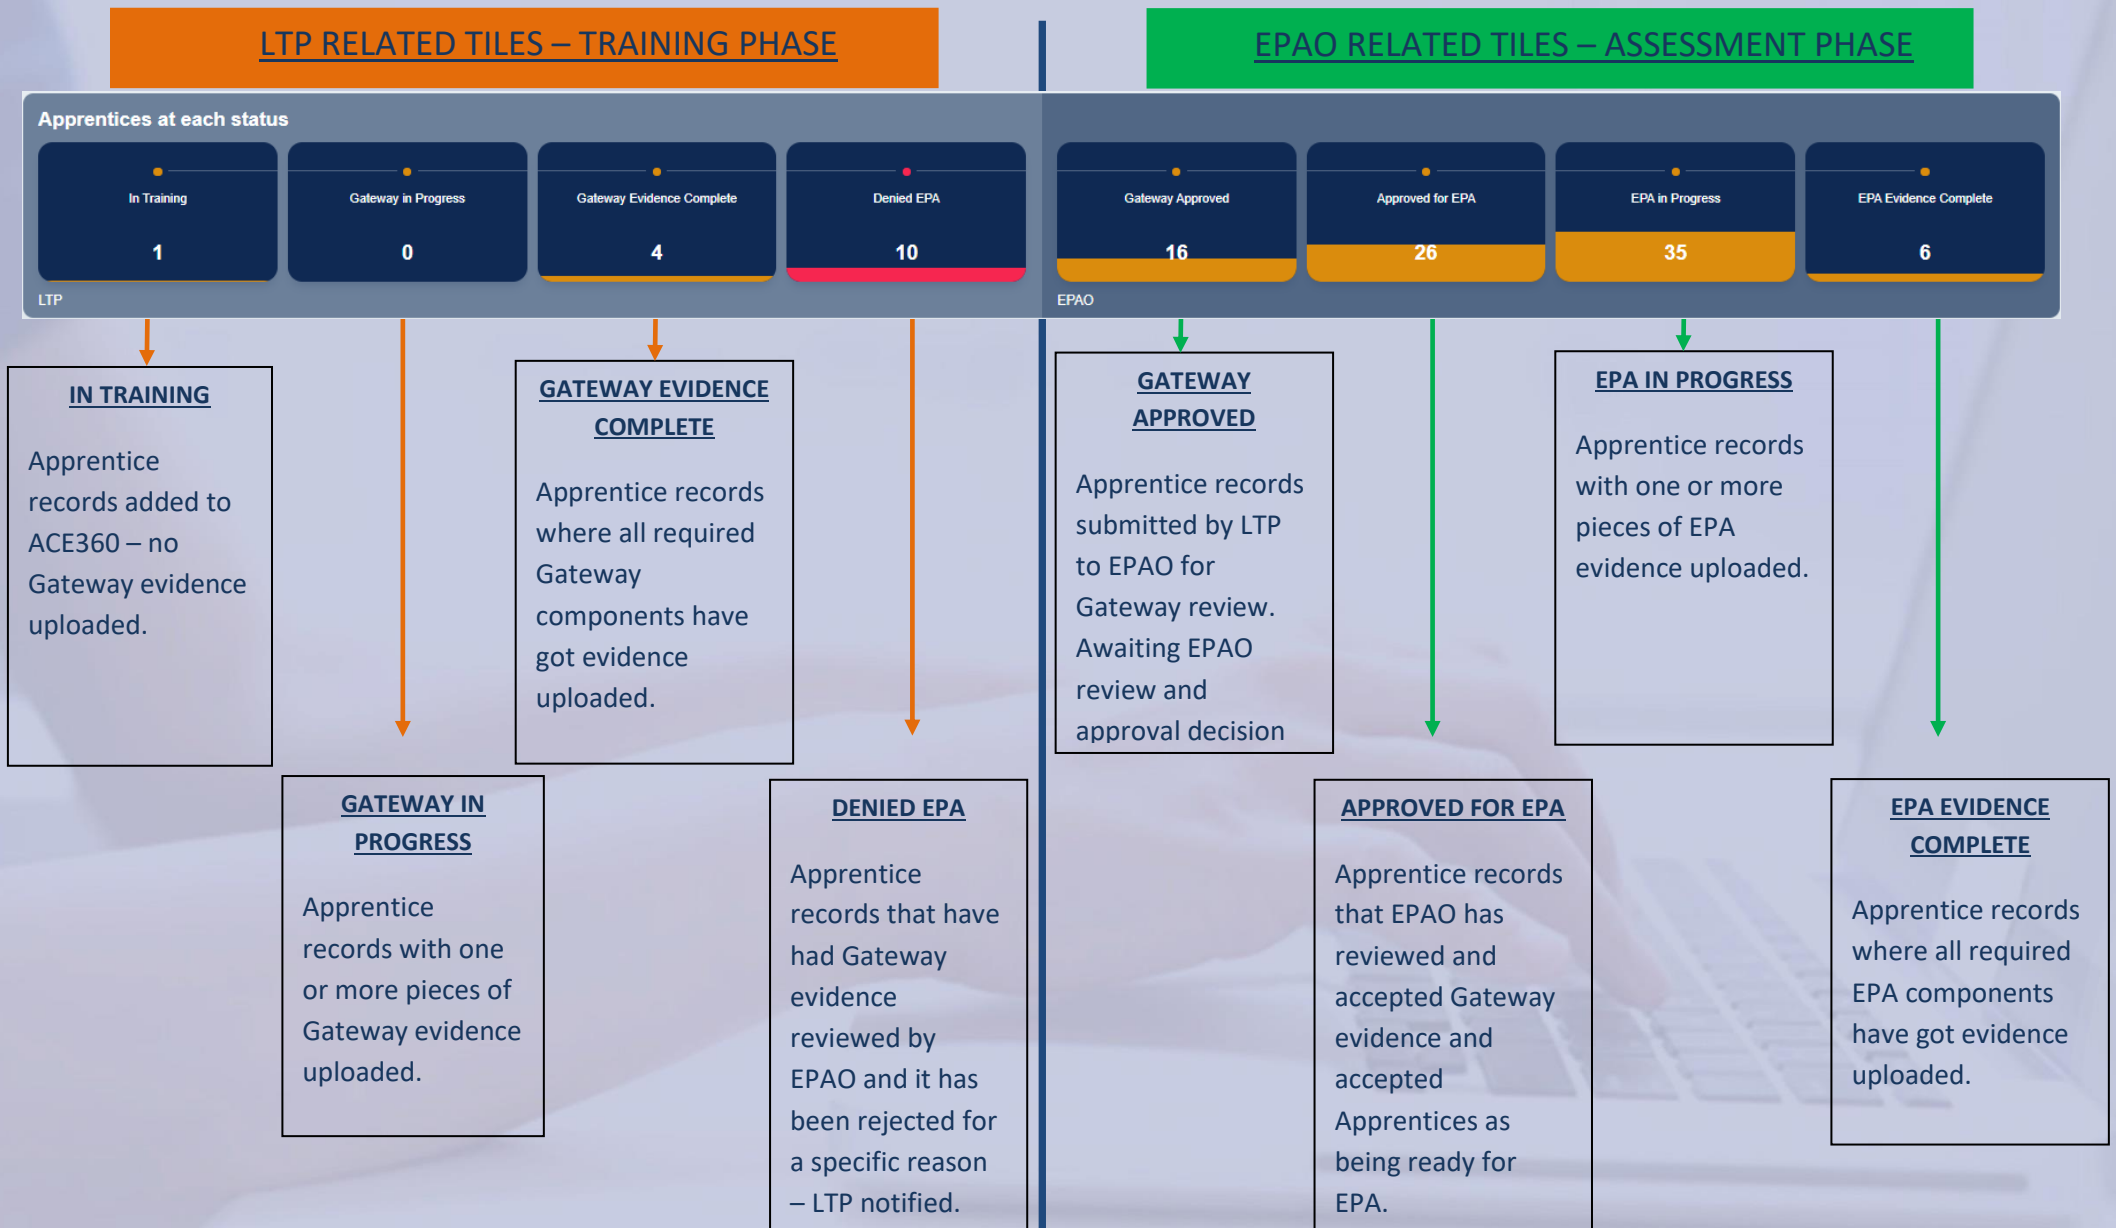 LTP RELATED TILES – TRAINING PHASE
EPAO RELATED TILES – ASSESSMENT PHASE
Apprentices at each status
In Training
1
Gateway in Progress
0
Gateway Evidence Complete
4
Denied EPA
10
Gateway Approved
16
Approved for EPA
26
EPA in Progress
35
EPA Evidence Complete
6
LTP
EPAO
IN TRAINING
Apprentice
records added to
ACE360 – no
Gateway evidence
uploaded.
GATEWAY IN
PROGRESS
Apprentice
records with one
or more pieces of
Gateway evidence
uploaded.
GATEWAY EVIDENCE
COMPLETE
Apprentice records
where all required
Gateway
components have
got evidence
uploaded.
DENIED EPA
Apprentice
records that have
had Gateway
evidence
reviewed by
EPAO and it has
been rejected for
a specific reason
– LTP notified.
GATEWAY
APPROVED
Apprentice records
submitted by LTP
to EPAO for
Gateway review.
Awaiting EPAO
review and
approval decision
APPROVED FOR EPA
Apprentice records
that EPAO has
reviewed and
accepted Gateway
evidence and
accepted
Apprentices as
being ready for
EPA.
EPA IN PROGRESS
Apprentice records
with one or more
pieces of EPA
evidence uploaded.
EPA EVIDENCE
COMPLETE
Apprentice records
where all required
EPA components
have got evidence
uploaded.